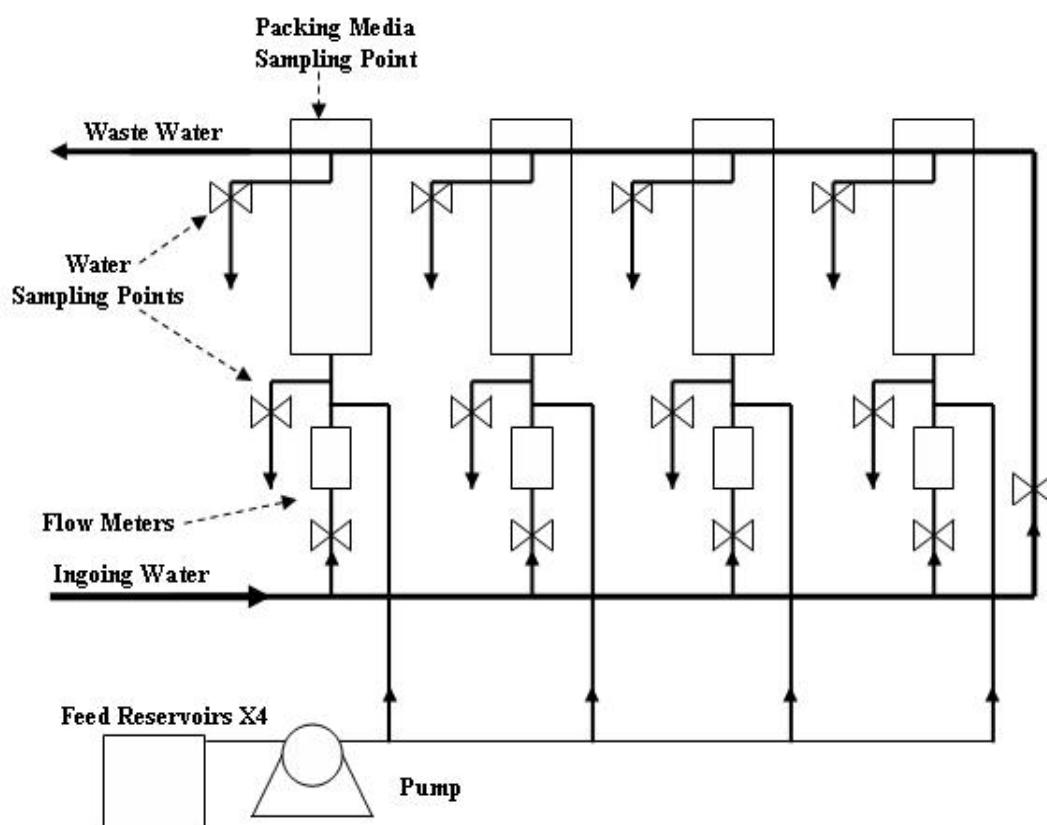 Packing Media
Sampling Point
Waste Water
Water
Sampling Points
Flow Meters
Ingoing Water
Feed Reservoirs X4
Pump